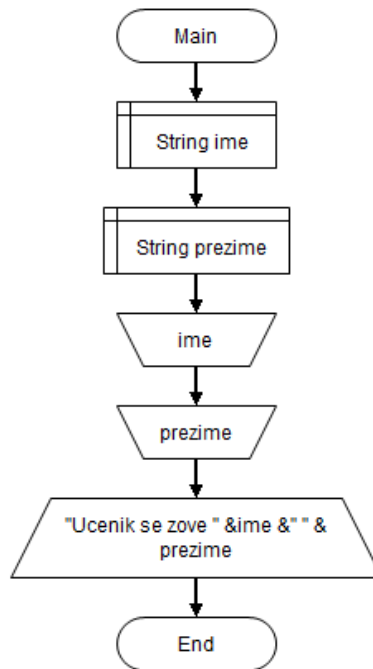 Main
String ime
String prezime
ime
prezime
"Ucenik se zove " &ime &" " &
prezime
End